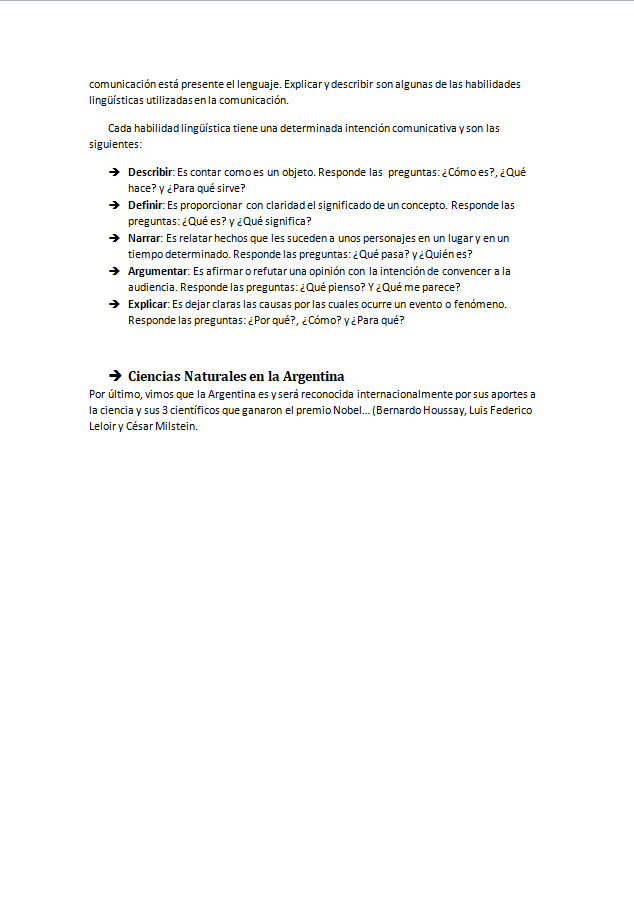 comunicación está presente el lenguaje. Explicar y describir son algunas de las habilidades
lingüísticas utilizadas en la comunicación.
Cada habilidad lingüística tiene una determinada intención comunicativa y son las
siguientes:
➔ Describir: Es contar como es un objeto. Responde las preguntas: ¿Cómo es?, ¿Qué
hace? y ¿Para qué sirve?
➔ Definir: Es proporcionar con claridad el significado de un concepto. Responde las
preguntas: ¿Qué es? y ¿Qué significa?
➔ Narrar: Es relatar hechos que les suceden a unos personajes en un lugar y en un
tiempo determinado. Responde las preguntas: ¿Qué pasa? y ¿Quién es?
➔ Argumentar: Es afirmar o refutar una opinión con la intención de convencer a la
audiencia. Responde las preguntas: ¿Qué pienso? Y ¿Qué me parece?
➔ Explicar: Es dejar claras las causas por las cuales ocurre un evento o fenómeno.
Responde las preguntas: ¿Por qué?, ¿Cómo? y ¿Para qué?
➔ Ciencias Naturales en la Argentina
Por último, vimos que la Argentina es y será reconocida internacionalmente por sus aportes a
la ciencia y sus 3 científicos que ganaron el premio Nobel... (Bernardo Houssay, Luis Federico
Leloir y César Milstein.